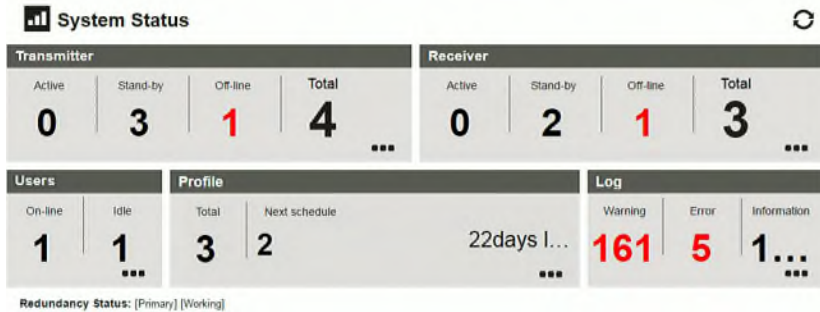 System Status
Transmitter
Receiver
Active Stand-by Off-line Total
0 3 1 4
Active Stand-by Off-line Total
0 2 1 3
Users
Profile
Log
On-line Idle
1 1
Total Next schedule
3 2 22days l...
Warning Error Information
161 5 1...
Redundancy Status: [Primary] [Working]